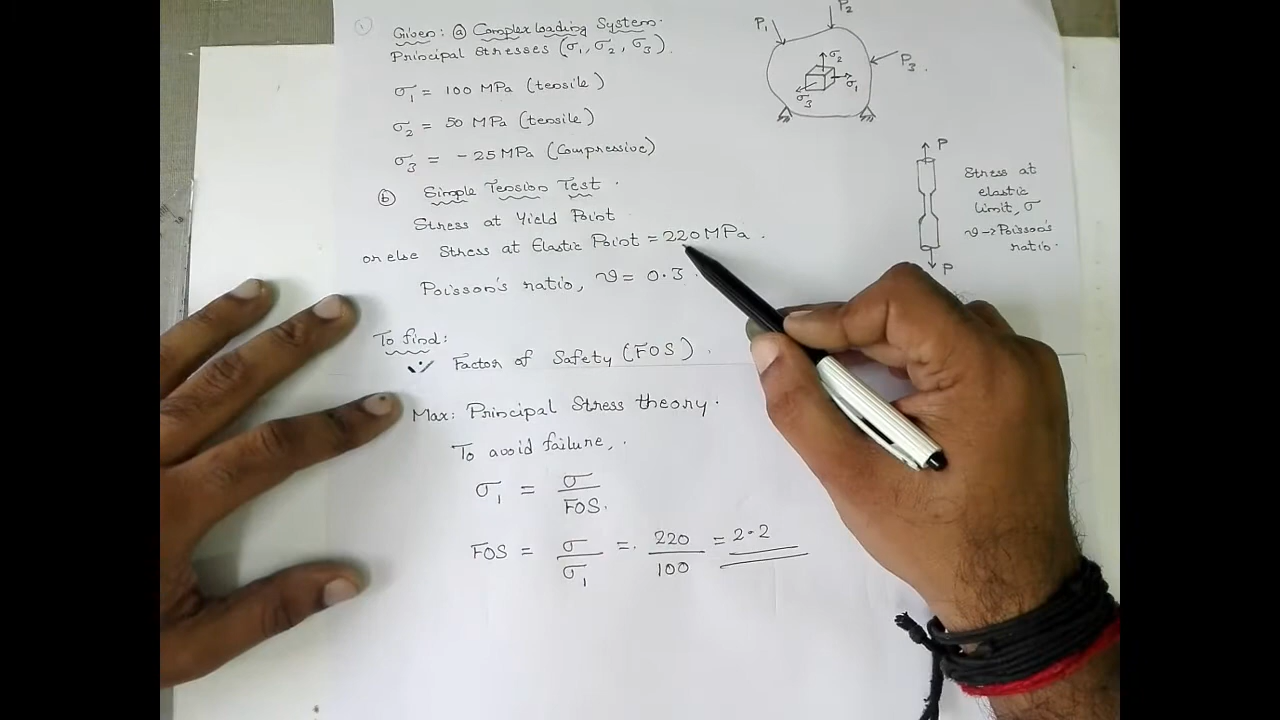 ① Given: ⓐ Complex loading System.
Principal Stresses (σ₁, σ₂, σ₃).
σ₁ = 100 MPa (tensile)
σ₂ = 50 MPa (tensile)
σ₃ = -25 MPa (Compressive)
ⓑ Simple Tension Test.
Stress at Yield Point
or else Stress at Elastic Point = 220 MPa.
Poisson's ratio, ϑ = 0.3.
To find:
Factor of Safety (FOS).
Max: Principal Stress theory.
To avoid failure,.
σ₁ = σ / FOS.
FOS = σ / σ₁ = 220 / 100 = 2.2
P₁
P₂
P₃.
σ₂
σ₁
σ₃
P
Stress at
elastic
limit, σ
ϑ → Poisson's
ratio.
P